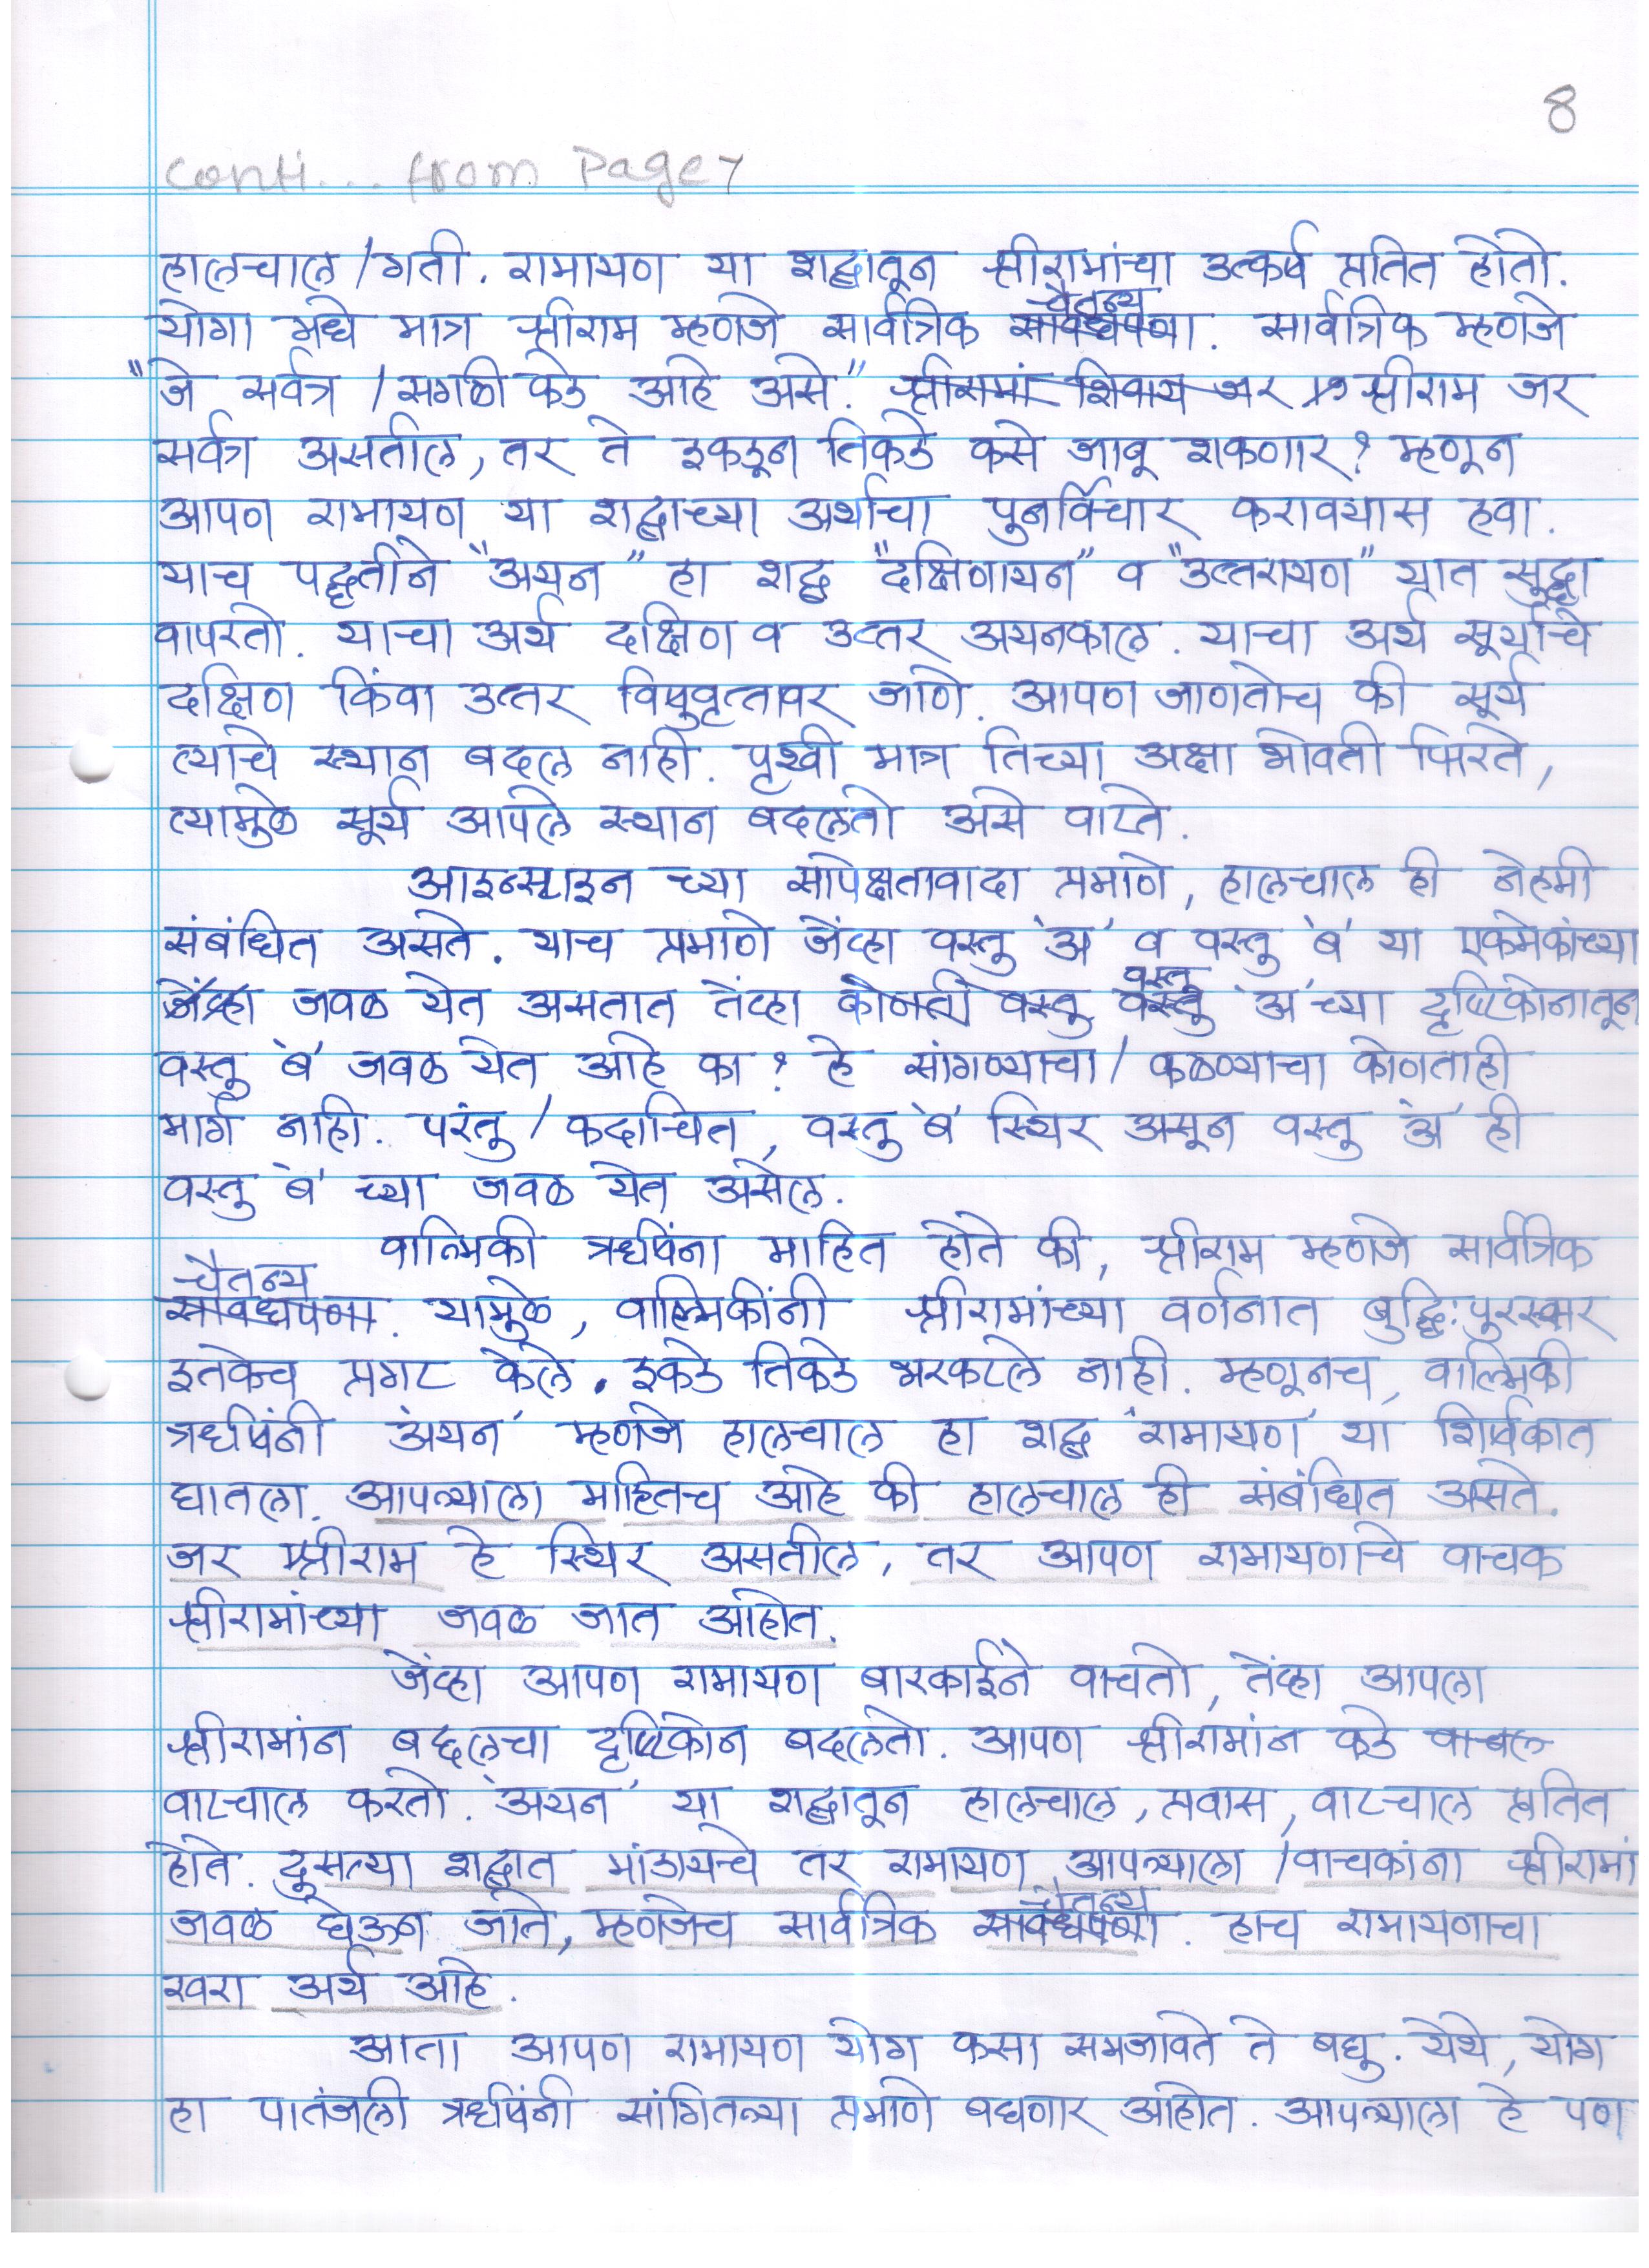 8
conti... from Page 7
हालचाल/गती. रामायण या शब्दातून श्रीरामांचा उत्कर्ष प्रतित होतो.
योगा मधे मात्र श्रीराम म्हणजे सार्वत्रिक चैतन्य. सार्वत्रिक म्हणजे
"जे सर्वत्र/सगळी कडे आहे असे." श्रीरामां शिवाय जर श्रीराम जर
सर्वत्र असतील, तर ते इकडून तिकडे कसे जावू शकणार? म्हणून
आपण रामायण या शब्दाच्या अर्थाचा पुनर्विचार करावयास हवा.
याच पद्धतीने "अयन" हा शब्द "दक्षिणायन" व "उत्तरायण" यात सुद्धा
वापरतो. याचा अर्थ दक्षिण व उत्तर अयनकाल. याचा अर्थ सूर्याचे
दक्षिण किंवा उत्तर विषुवृत्तावर जाणे. आपण जाणतोच की सूर्य
त्याचे स्थान बदल नाही. पृथ्वी मात्र तिच्या अक्षा भोवती फिरते,
त्यामुळे सूर्य आपले स्थान बदलतो असे वाटते.
आइन्स्टाइन च्या सापेक्षतावादा प्रमाणे, हालचाल ही नेहमी
संबंधित असते. याच प्रमाणे जेंव्हा वस्तु 'अ' व वस्तु 'ब' या एकमेकांच्या
जेंव्हा जवळ येत असतात तेंव्हा कोनती वस्तु वस्तु 'अ'च्या दृष्टिकोनातून
वस्तु 'ब' जवळ येत आहे का? हे सांगण्याचा/कळण्याचा कोणताही
मार्ग नाही. परंतु/कदाचित, वस्तु 'ब' स्थिर असून वस्तु 'अ' ही
वस्तु 'ब' च्या जवळ येत असेल.
वाल्मिकी ऋषिंना माहित होते की, श्रीराम म्हणजे सार्वत्रिक
चैतन्य सावधपणा. यामुळे, वाल्मिकींनी श्रीरामांच्या वर्णनात बुद्धिःपुरस्कर
इतकेच प्रगट केले. इकडे तिकडे भरकटले नाही. म्हणूनच, वाल्मिकी
ऋषिंनी 'अयन' म्हणजे हालचाल हा शब्द 'रामायण' या शिर्षकात
घातला. आपल्याला माहितच आहे की हालचाल ही संबंधित असते.
जर श्रीराम हे स्थिर असतील, तर आपण रामायणाचे वाचक
श्रीरामांच्या जवळ जात आहोत.
जेंव्हा आपण रामायण बारकाईने वाचतो, तेंव्हा आपला
श्रीरामांन बद्दलचा दृष्टिकोन बदलतो. आपण श्रीरामांन कडे
वाटचाल करतो. 'अयन' या शब्दातून हालचाल, प्रवास, वाटचाल प्रतित
होते. दुसऱ्या शब्दात मांडायचे तर रामायण आपल्याला/वाचकांना श्रीरामां
जवळ घेऊन जाते, म्हणजेच सार्वत्रिक चैतन्य. हाच रामायणाचा
खरा अर्थ आहे.
आता आपण रामायण योग कसा समजावते ते बघु. येथे, योग
हा पातंजली ऋषिंनी सांगितल्या प्रमाणे बघणार आहोत. आपल्याला हे पण